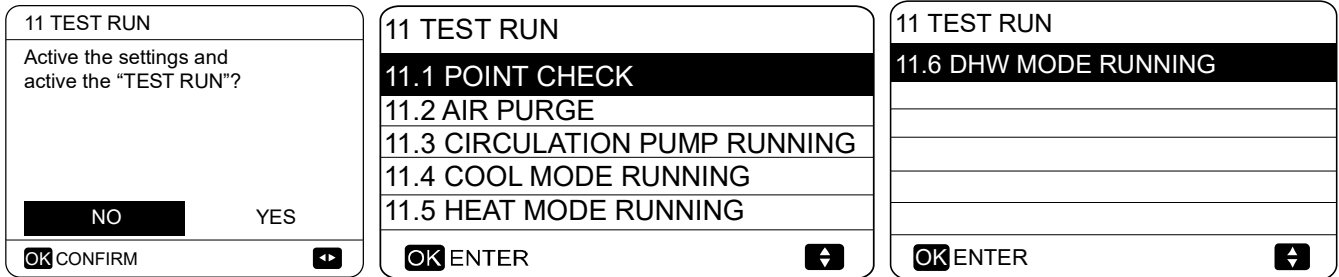 11 TEST RUN
Active the settings and
active the “TEST RUN”?
NO YES
OK CONFIRM
11 TEST RUN
11.1 POINT CHECK
11.2 AIR PURGE
11.3 CIRCULATION PUMP RUNNING
11.4 COOL MODE RUNNING
11.5 HEAT MODE RUNNING
OK ENTER
11 TEST RUN
11.6 DHW MODE RUNNING
OK ENTER